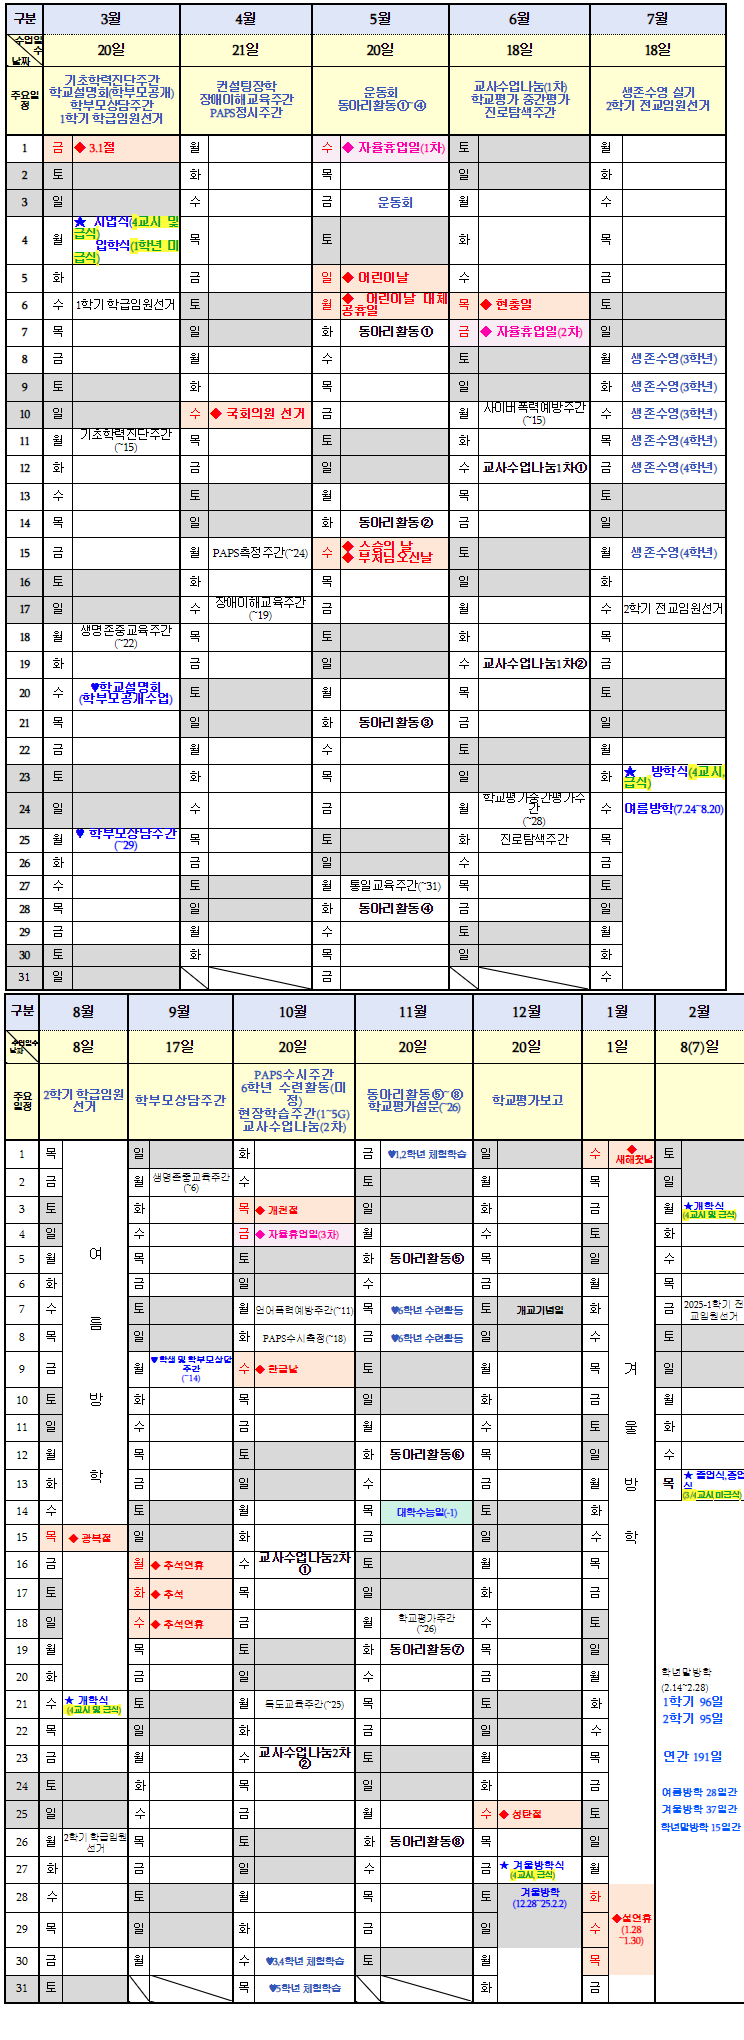 구분 3월 4월 5월 6월 7월
수업일수 날짜 20일 21일 20일 18일 18일
주요일정
기초학력진단주간
학교설명회(학부모공개)
학부모상담주간
1학기 학급임원선거
컨설팅장학
장애이해교육주간
PAPS정시주간
운동회
동아리활동①~④
교사수업나눔(1차)
학교평가 중간평가
진로탐색주간
생존수영 실기
2학기 전교임원선거
1 금 ◆ 3.1절 월 수 ◆ 자율휴업일(1차) 토 월
2 토 화 목 일 화
3 일 수 금 운동회 월 수
4 월 ★ 시업식(4교시 및 급식) 입학식(1학년 미급식) 목 토 화 목
5 화 금 일 ◆ 어린이날 수 금
6 수 1학기 학급임원선거 토 월 ◆ 어린이날 대체공휴일 목 ◆ 현충일 토
7 목 일 화 동아리활동① 금 ◆ 자율휴업일(2차) 일
8 금 월 수 토 월 생존수영(3학년)
9 토 화 목 일 화 생존수영(3학년)
10 일 수 ◆ 국회의원 선거 금 월 사이버폭력예방주간(~15) 수 생존수영(3학년)
11 월 기초학력진단주간(~15) 목 토 화 목 생존수영(4학년)
12 화 금 일 수 교사수업나눔1차① 금 생존수영(4학년)
13 수 토 월 목 토
14 목 일 화 동아리활동② 금 일
15 금 월 PAPS측정주간(~24) 수 ◆ 스승의 날 ◆ 부처님오신날 토 월 생존수영(4학년)
16 토 화 목 일 화
17 일 수 장애이해교육주간(~19) 금 월 수 2학기 전교임원선거
18 월 생명존중교육주간(~22) 목 토 화 목
19 화 금 일 수 교사수업나눔1차② 금
20 수 ♥학교설명회(학부모공개수업) 토 월 목 토
21 목 일 화 동아리활동③ 금 일
22 금 월 수 토 월
23 토 화 목 일 화 ★ 방학식(4교시,급식)
24 일 수 금 월 학교평가중간평가주간(~28) 수 여름방학(7.24~8.20)
25 월 ♥ 학부모상담주간(~29) 목 토 화 진로탐색주간 목
26 화 금 일 수 금
27 수 토 월 통일교육주간(~31) 목 토
28 목 일 화 동아리활동④ 금 일
29 금 월 수 토 월
30 토 화 목 일 화
31 일 금 수
구분 8월 9월 10월 11월 12월 1월 2월
수업일수 날짜 8일 17일 20일 20일 20일 1일 8(7)일
주요일정
2학기 학급임원선거
학부모상담주간
PAPS수시주간
6학년 수련활동(미정)
현장학습주간(1~5G)
교사수업나눔(2차)
동아리활동⑤~⑧
학교평가설문(~26)
학교평가보고
1 목 일 화 금 ♥1,2학년 체험학습 일 수 ◆ 새해첫날 토
2 금 월 생명존중교육주간(~6) 수 토 월 목 일
3 토 화 목 ◆ 개천절 일 화 금 월 ★개학식(4교시 및 급식)
4 일 여 수 금 ◆ 자율휴업일(3차) 월 수 토 화
5 월 목 토 화 동아리활동⑤ 목 일 수
6 화 금 일 수 금 월 목
7 수 름 토 월 언어폭력예방주간(~11) 목 ♥6학년 수련활동 토 개교기념일 화 금 2025-1학기 전교임원선거
8 목 일 화 PAPS수시측정(~18) 금 ♥6학년 수련활동 일 수 토
9 금 월 ♥학생 및 학부모상담주간(~14) 수 ◆ 한글날 토 월 목 겨 일
10 토 방 화 목 일 화 금 월
11 일 수 금 월 수 토 울 화
12 월 목 토 화 동아리활동⑥ 목 일 수
13 화 학 금 일 수 금 월 방 목 ★ 졸업식,종업식(3/4교시 미급식)
14 수 토 월 목 대학수능일(-1) 토 화
15 목 ◆ 광복절 일 화 금 일 수 학
16 금 월 ◆ 추석연휴 수 교사수업나눔2차① 토 월 목
17 토 화 ◆ 추석 목 일 화 금
18 일 수 ◆ 추석연휴 금 월 학교평가주간(~26) 수 토
19 월 목 토 화 동아리활동⑦ 목 일
20 화 금 일 수 금 월
21 수 ★ 개학식(4교시 및 급식) 토 월 독도교육주간(~25) 목 토 화
22 목 일 화 금 일 수
23 금 월 수 교사수업나눔2차② 토 월 목
24 토 화 목 일 화 금
25 일 수 금 월 수 ◆ 성탄절 토
26 월 2학기 학급임원선거 목 토 화 동아리활동⑧ 목 일
27 화 금 일 수 금 ★ 겨울방학식(4교시, 급식) 월
28 수 토 월 목 토 겨울방학(12.28~25.2.2) 화
29 목 일 화 금 일 수 ◆설연휴(1.28~1.30)
30 금 월 수 ♥3,4학년 체험학습 토 월 목
31 토 목 ♥5학년 체험학습 화 금
학년말방학
(2.14~2.28)
1학기 96일
2학기 95일
연간 191일
여름방학 28일간
겨울방학 37일간
학년말방학 15일간